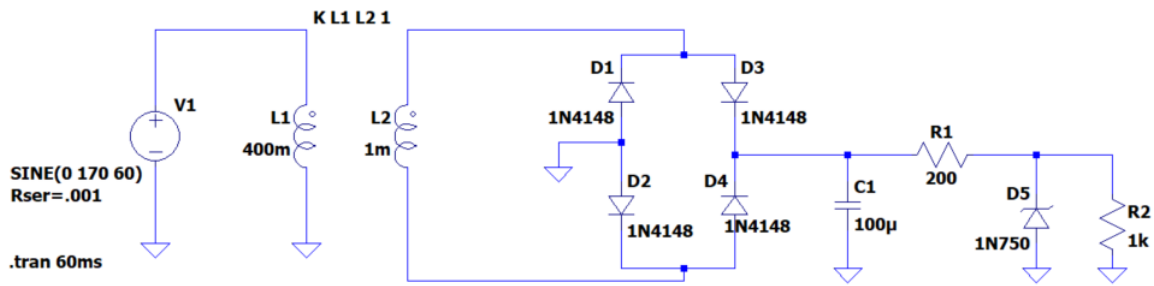 K L1 L2 1
V1
SINE(0 170 60)
Rser=.001
.tran 60ms
L1
400m
L2
1m
D1
1N4148
D3
1N4148
D2
1N4148
D4
1N4148
C1
100µ
R1
200
D5
1N750
R2
1k